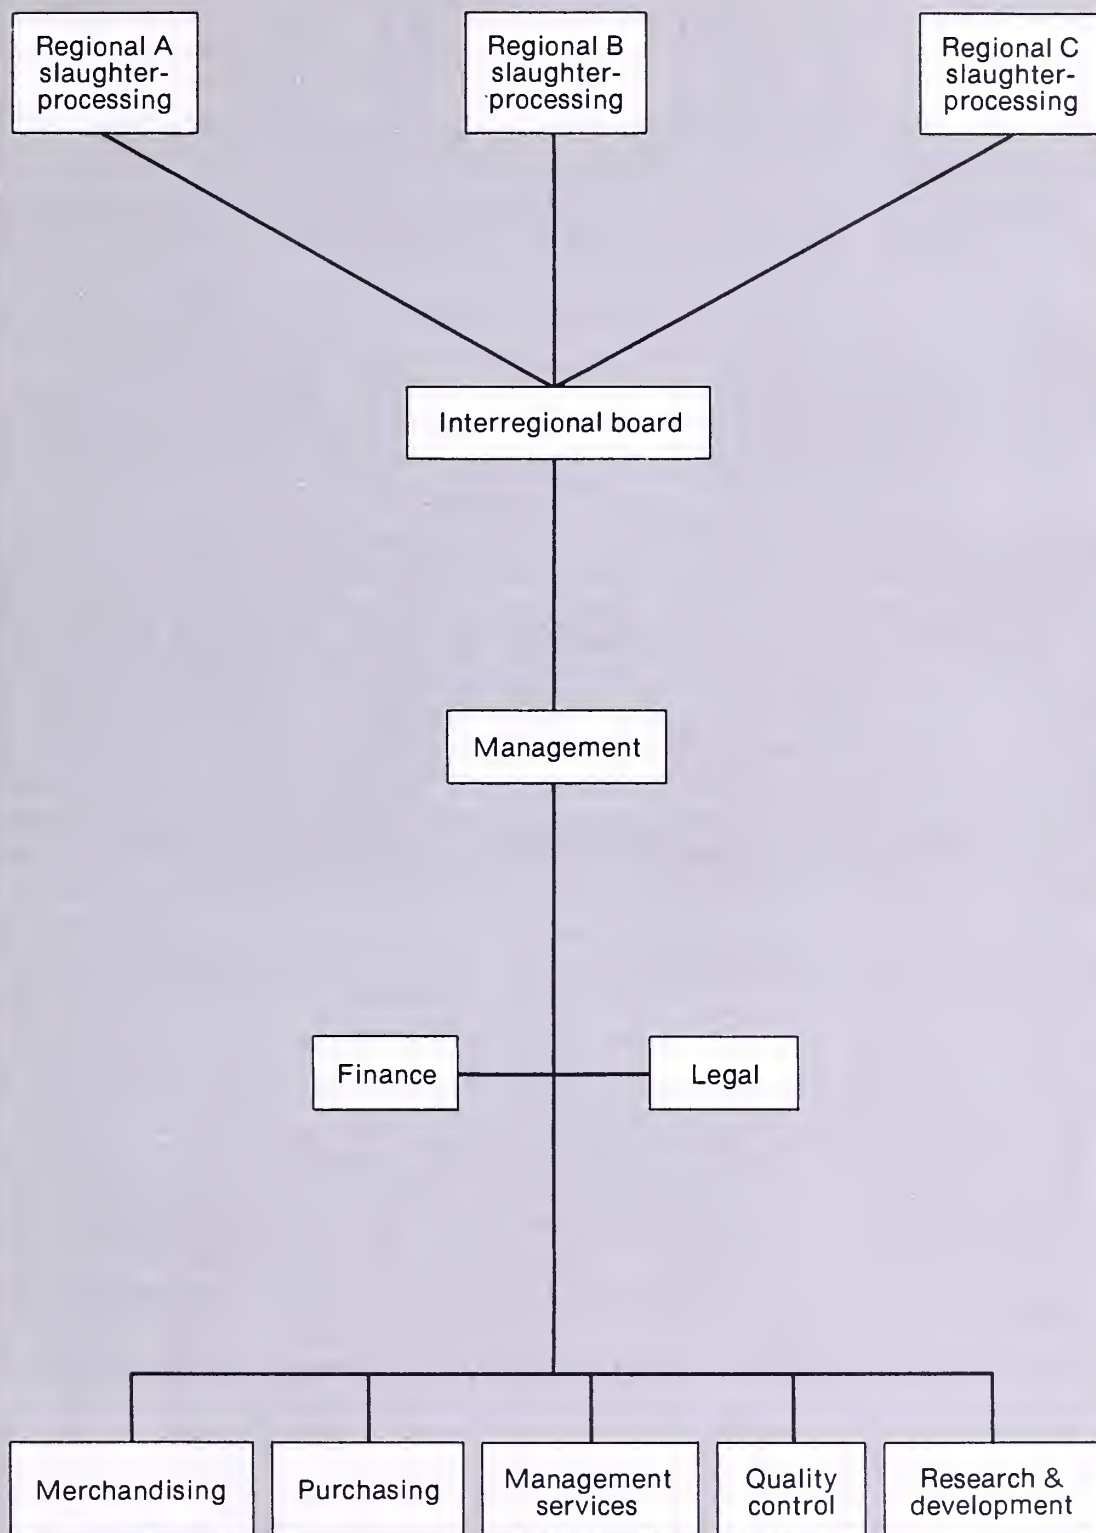 Regional A
slaughter-
processing
Regional B
slaughter-
processing
Regional C
slaughter-
processing
Interregional board
Management
Finance
Legal
Merchandising
Purchasing
Management
services
Quality
control
Research &
development